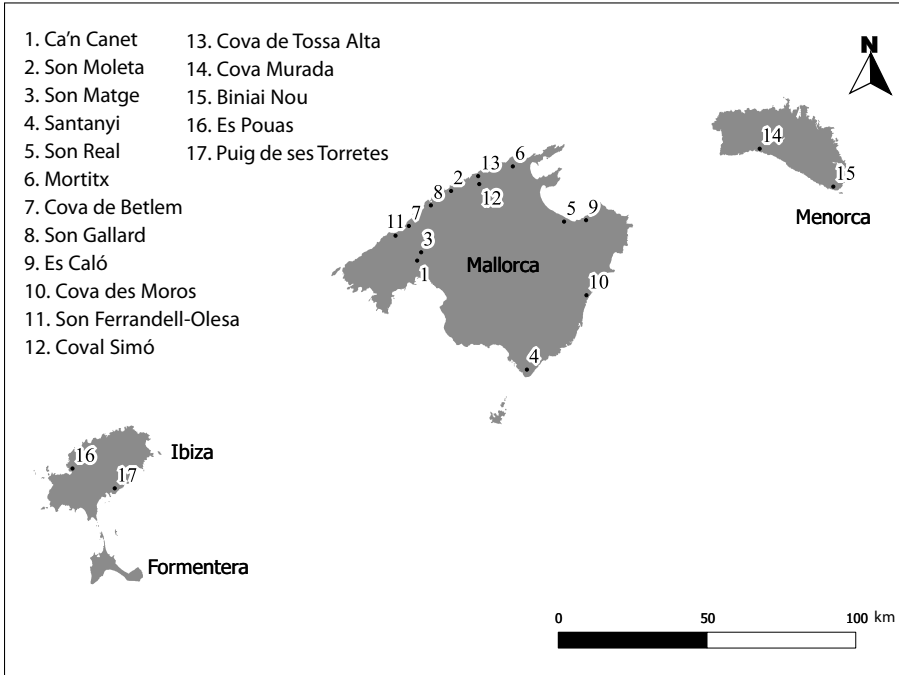 1. Ca'n Canet
2. Son Moleta
3. Son Matge
4. Santanyi
5. Son Real
6. Mortitx
7. Cova de Betlem
8. Son Gallard
9. Es Caló
10. Cova des Moros
11. Son Ferrandell-Olesa
12. Coval Simó
13. Cova de Tossa Alta
14. Cova Murada
15. Biniai Nou
16. Es Pouas
17. Puig de ses Torretes
N
14
15
Menorca
13
6
2
12
8
7
11
3
1
5
9
Mallorca
10
4
16
Ibiza
17
Formentera
0
50
100 km